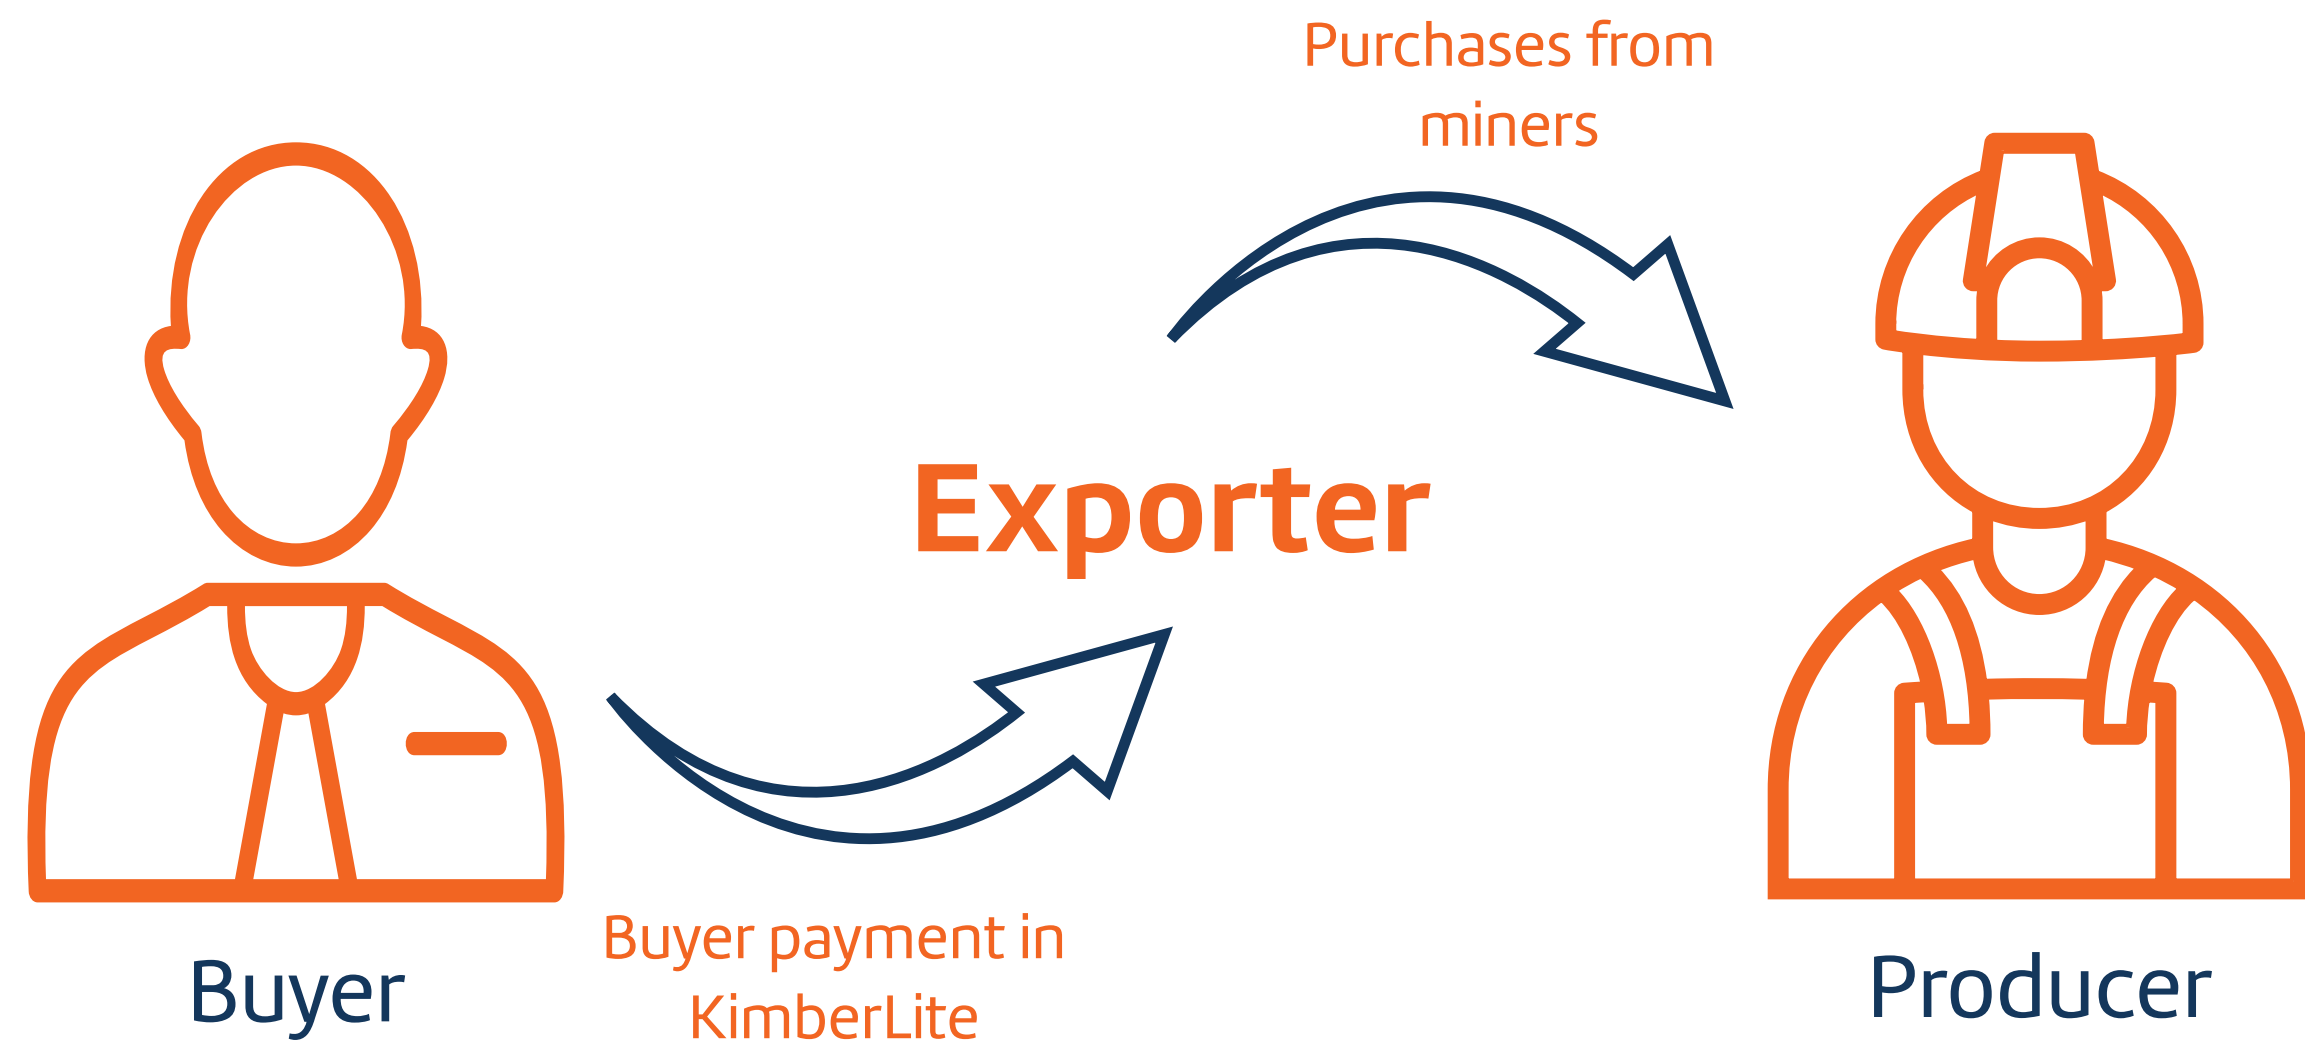 Purchases from
miners
Exporter
Buyer payment in
KimberLite
Buyer
Producer